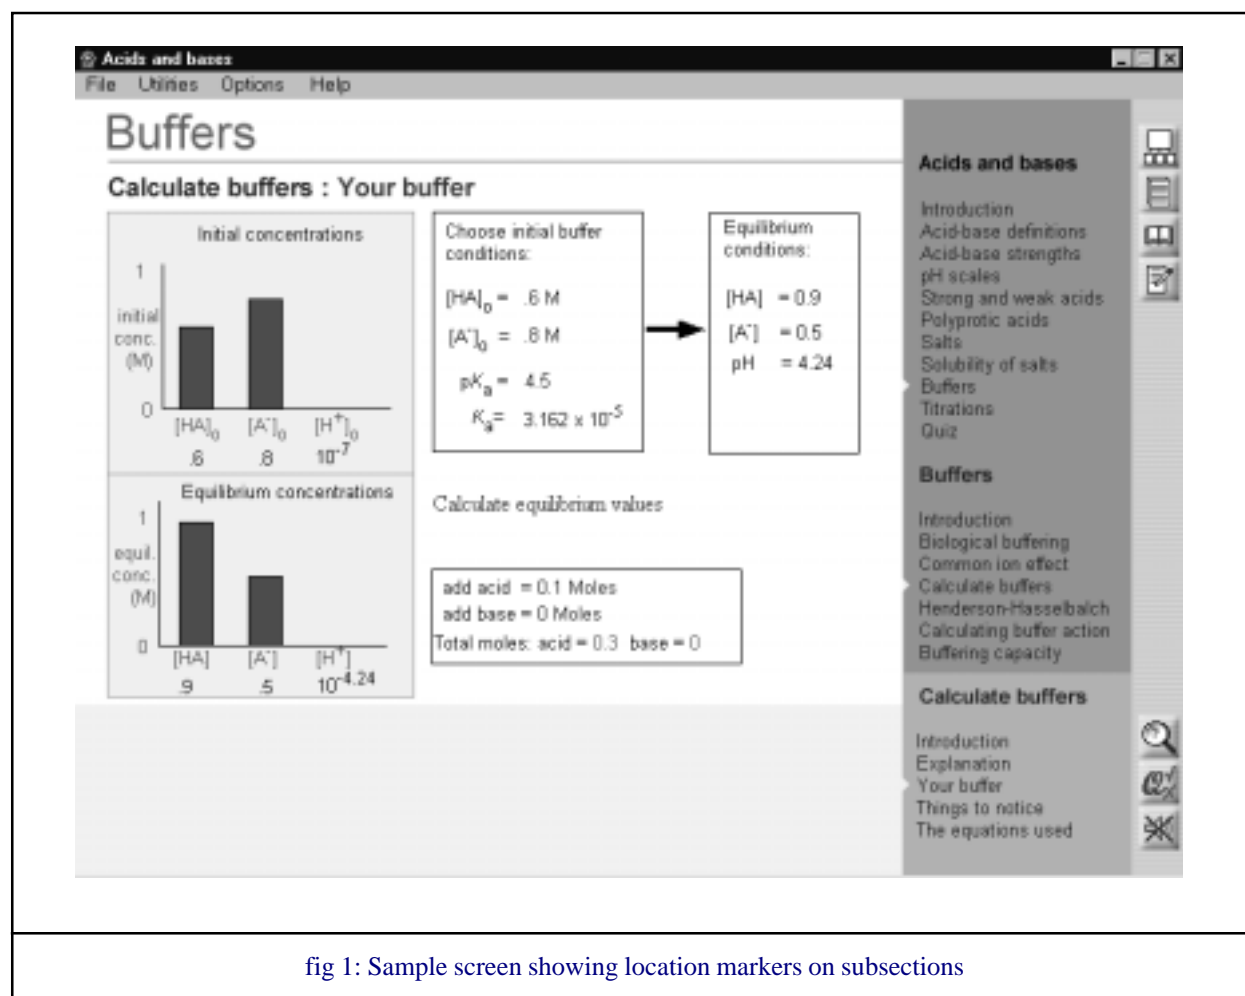 Acids and bases
File Utilities Options Help
Buffers
Calculate buffers : Your buffer
Initial concentrations
1
initial
conc.
(M)
0
[HA]₀ [A⁻]₀ [H⁺]₀
.6 .8 10⁻⁷
Equilibrium concentrations
1
equil.
conc.
(M)
0
[HA] [A⁻] [H⁺]
.9 .5 10⁻⁴·²⁴
Choose initial buffer
conditions:
[HA]₀ = .6 M
[A⁻]₀ = .8 M
pKₐ = 4.5
Kₐ= 3.162 x 10⁻⁵
Equilibrium
conditions:
[HA] = 0.9
[A⁻] = 0.5
pH = 4.24
Calculate equilibrium values
add acid = 0.1 Moles
add base = 0 Moles
Total moles: acid = 0.3 base = 0
Acids and bases
Introduction
Acid-base definitions
Acid-base strengths
pH scales
Strong and weak acids
Polyprotic acids
Salts
Solubility of salts
Buffers
Titrations
Quiz
Buffers
Introduction
Biological buffering
Common ion effect
Calculate buffers
Henderson-Hasselbalch
Calculating buffer action
Buffering capacity
Calculate buffers
Introduction
Explanation
Your buffer
Things to notice
The equations used
fig 1: Sample screen showing location markers on subsections